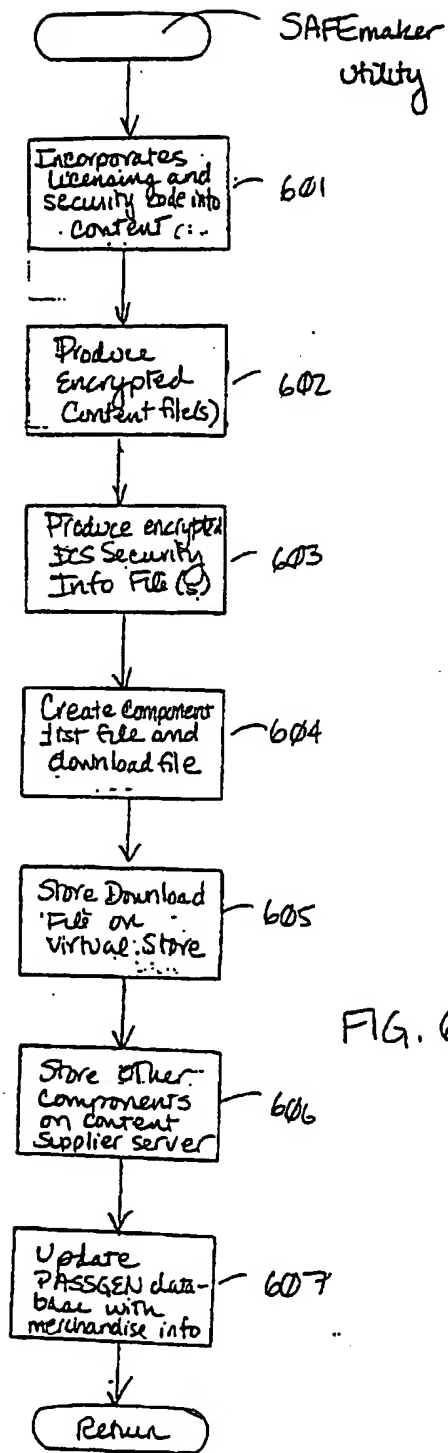 SAFEmaker
utility
Incorporates
licensing and
security code into
content
601
Produce
Encrypted
Content file(s)
602
Produce encrypted
DCS Security
Info File(s)
603
Create component
list file and
download file
604
Store Download
File on
Virtual Store
605
FIG. 6
Store other
Components
on content
Supplier server
606
Update
PASSGEN data-
base with
merchandise info
607
Return